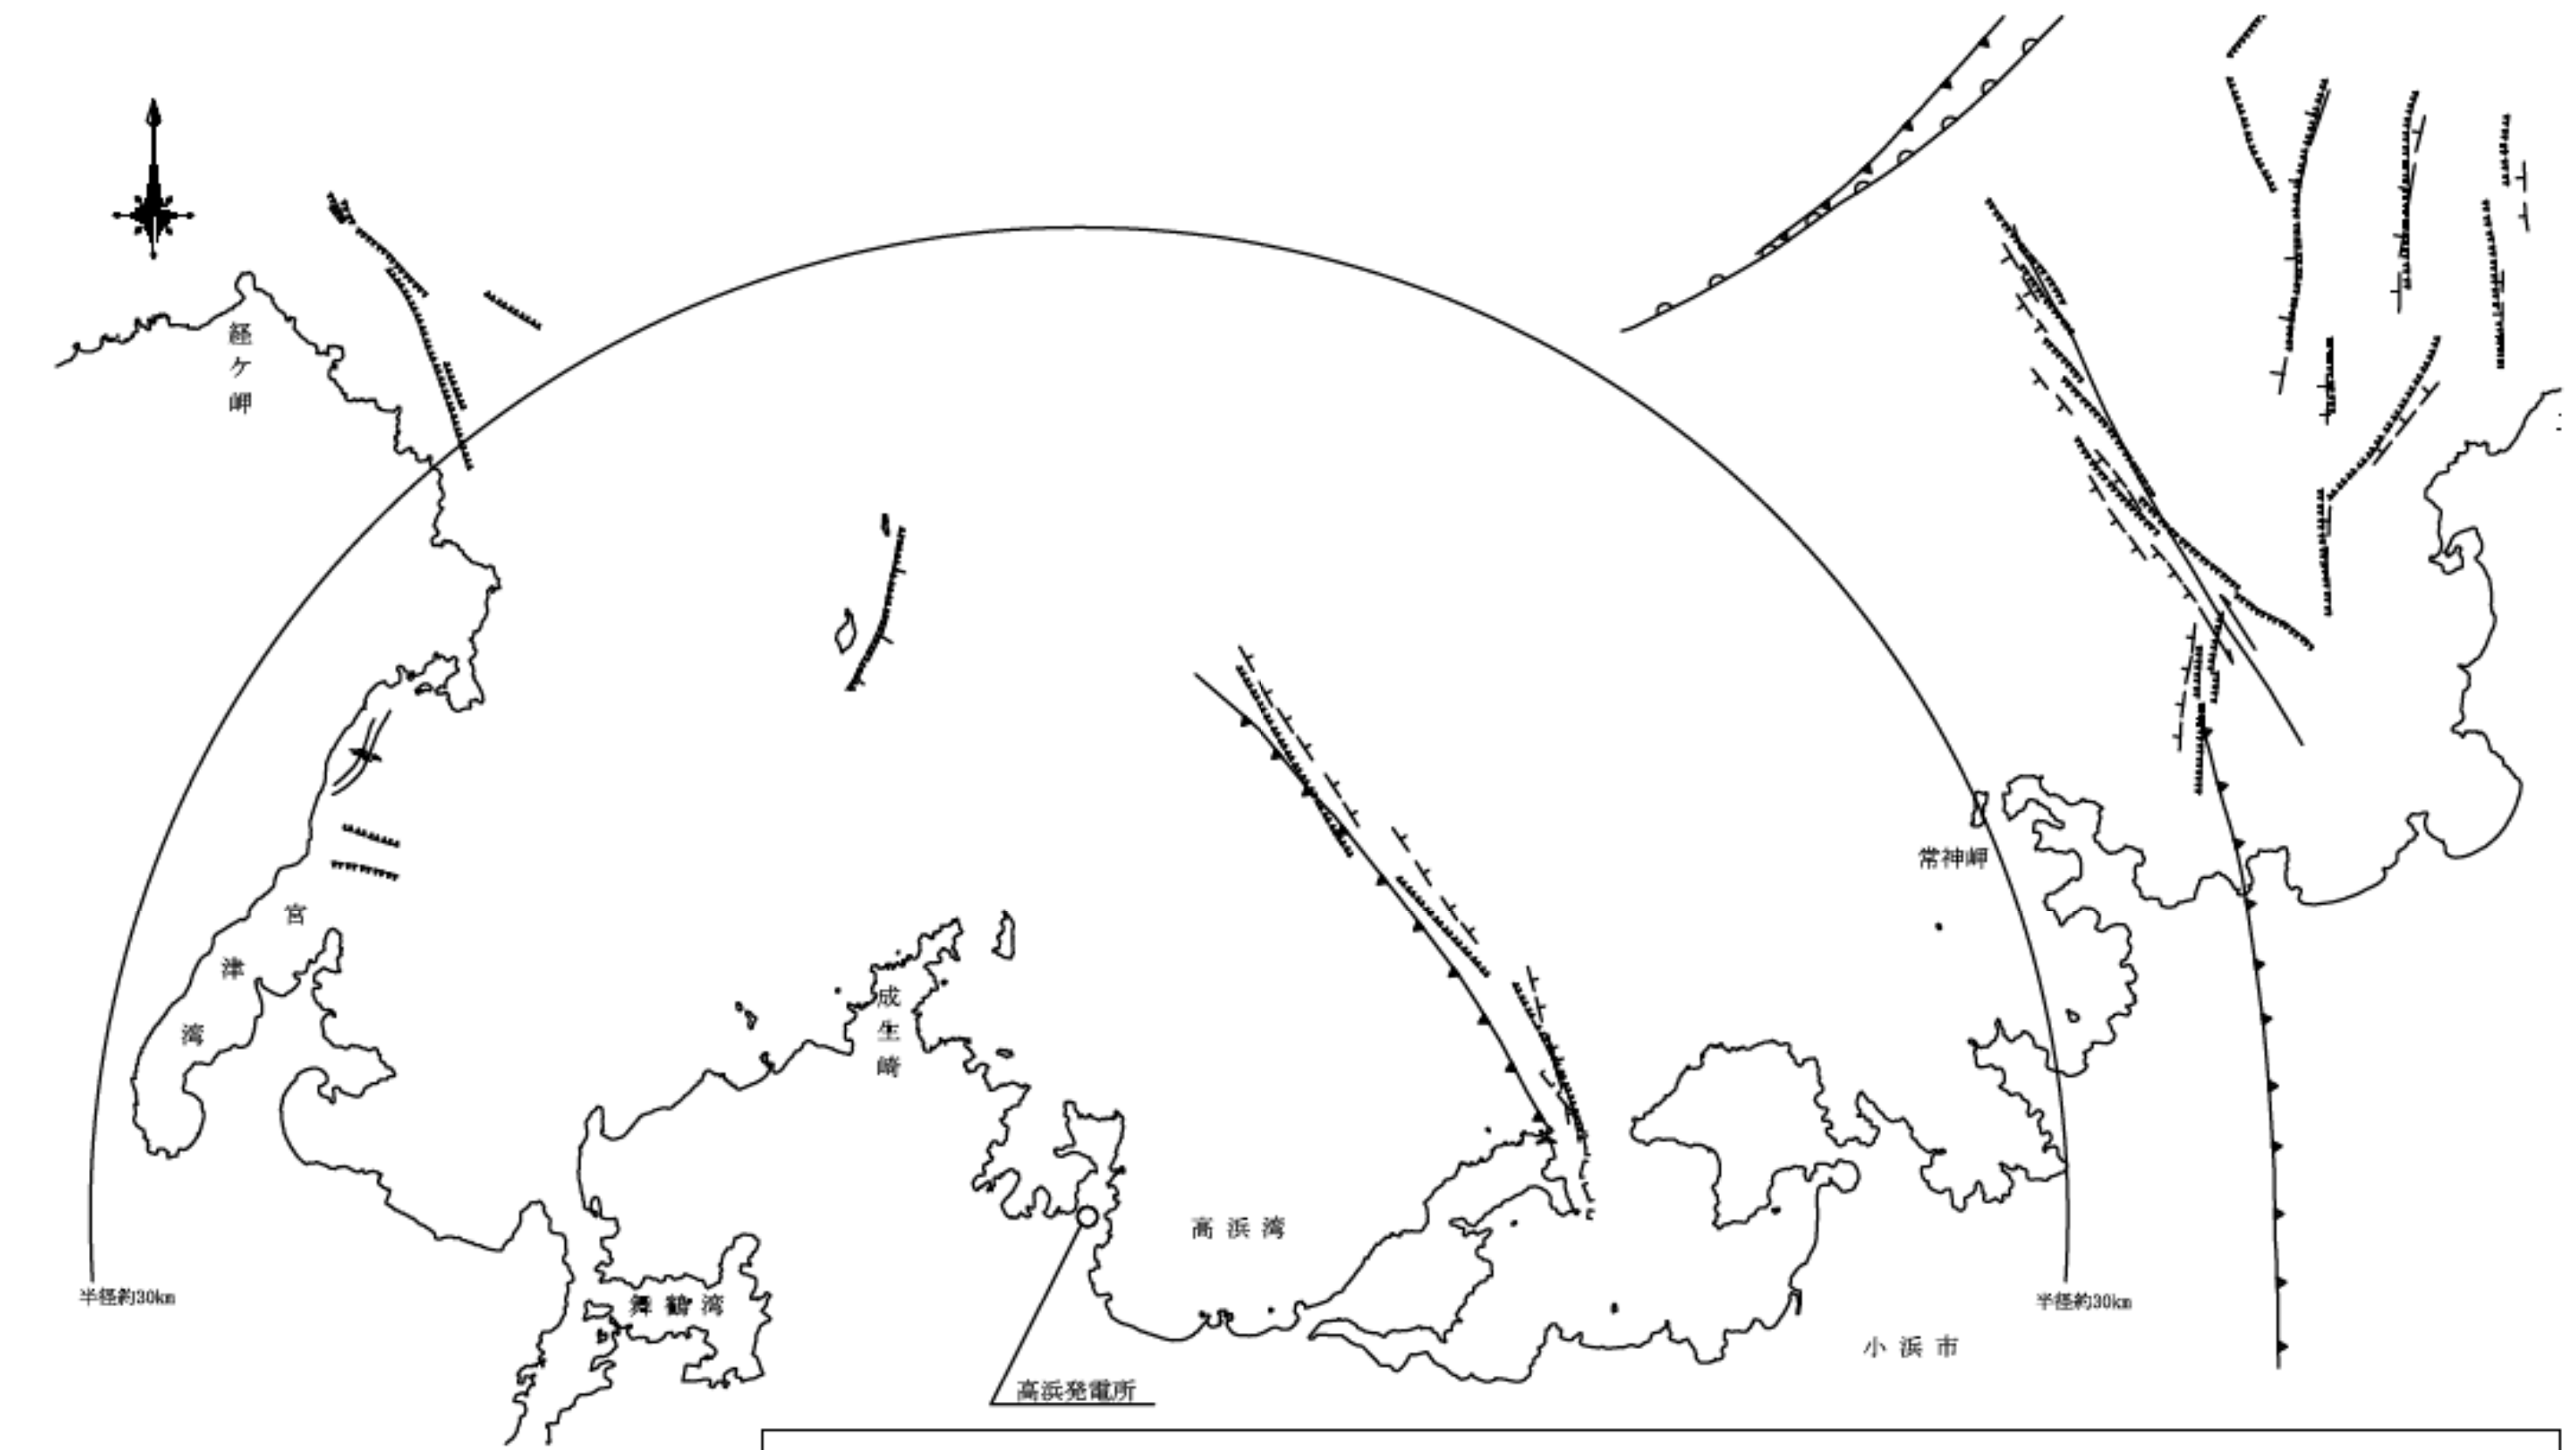 経ケ岬
常神岬
宮津湾
成生崎
高浜湾
半径約30km
半径約30km
舞鶴湾
小浜市
高浜発電所